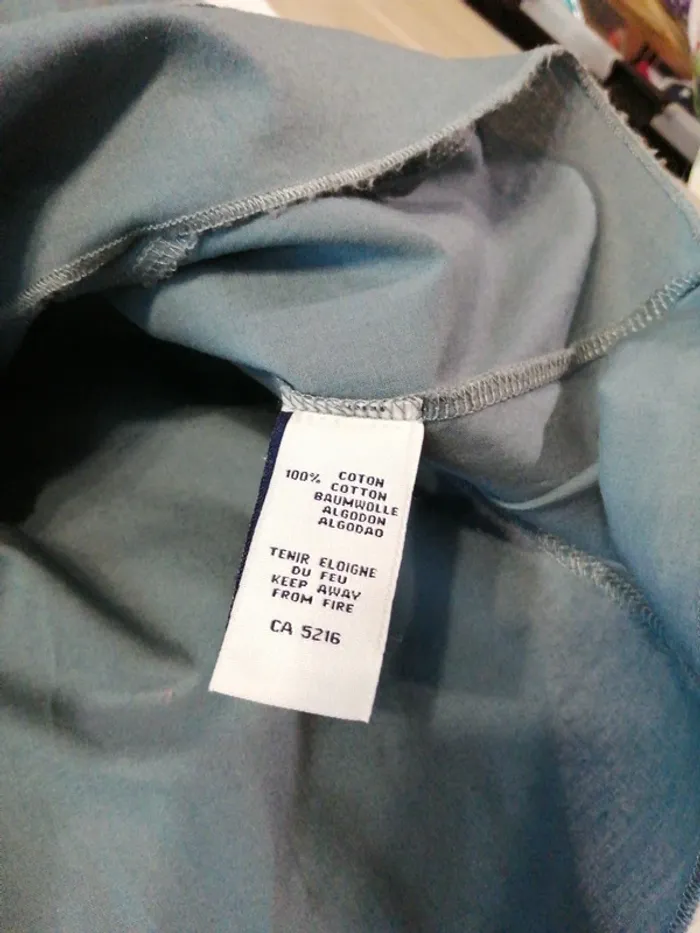 100% COTON
COTTON
BAUMWOLLE
ALGODON
ALGODAO
TENIR ELOIGNE
DU FEU
KEEP AWAY
FROM FIRE
CA 5216